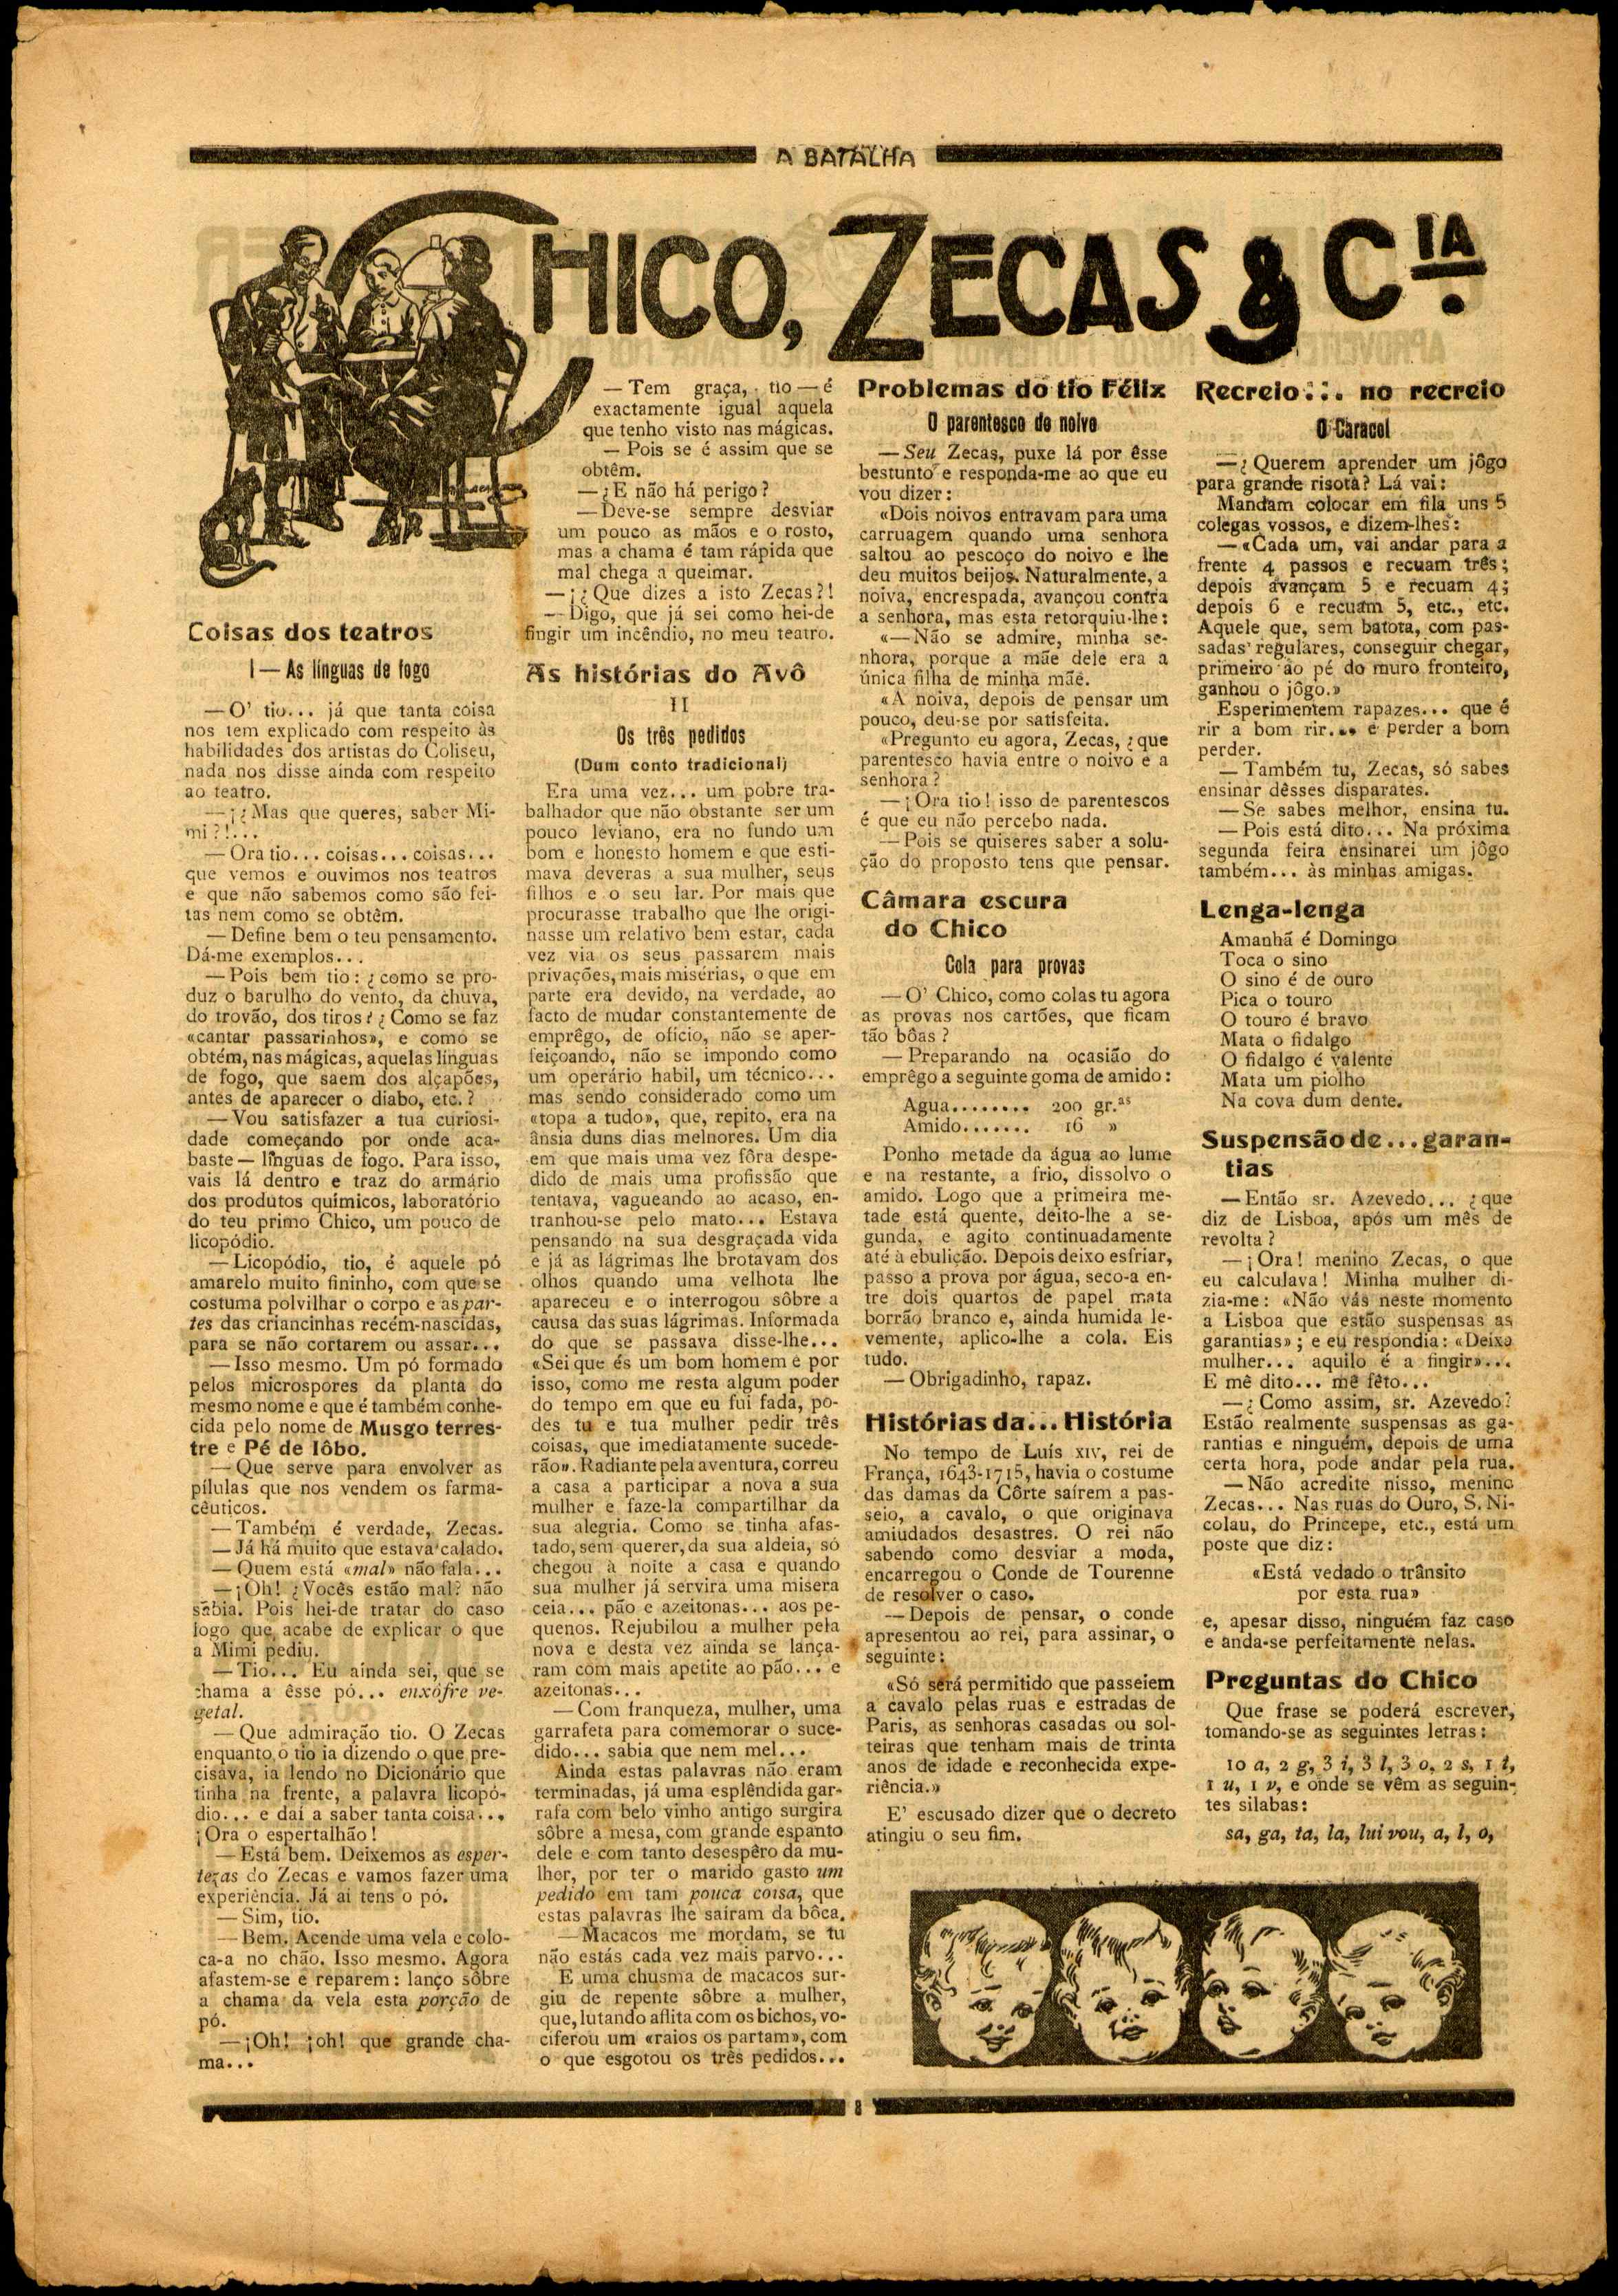 A BATALHA
CHICO, ZECAS & C.IA
Coisas dos teatros
I — As línguas de fogo
— O' tio... já que tanta coisa
nos tem explicado com respeito às
habilidades dos artistas do Coliseu,
nada nos disse ainda com respeito
ao teatro.
— ¡¿Mas que queres, saber Mi-
mi?!...
— Ora tio... coisas... coisas...
que vemos e ouvimos nos teatros
e que não sabemos como são fei-
tas nem como se obtêm.
— Define bem o teu pensamento.
Dá-me exemplos...
— Pois bem tio: ¿como se pro-
duz o barulho do vento, da chuva,
do trovão, dos tiros? ¿Como se faz
«cantar passarinhos», e como se
obtém, nas mágicas, aquelas línguas
de fogo, que saem dos alçapões,
antes de aparecer o diabo, etc.?
— Vou satisfazer a tua curiosi-
dade começando por onde aca-
baste — línguas de fogo. Para isso,
vais lá dentro e traz do armário
dos produtos químicos, laboratório
do teu primo Chico, um pouco de
licopódio.
— Licopódio, tio, é aquele pó
amarelo muito fininho, com que se
costuma polvilhar o corpo e as par-
tes das criancinhas recém-nascidas,
para se não cortarem ou assar...
— Isso mesmo. Um pó formado
pelos microspores da planta do
mesmo nome e que é também conhe-
cida pelo nome de Musgo terres-
tre e Pé de lôbo.
— Que serve para envolver as
pílulas que nos vendem os farma-
cêuticos.
— Também é verdade, Zecas.
— Já há muito que estava calado.
— Quem está «mal» não fala...
— ¡Oh! ¿Vocês estão mal? não
sabia. Pois hei-de tratar do caso
logo que acabe de explicar o que
a Mimi pediu.
— Tio... Eu ainda sei, que se
chama a êsse pó... enxôfre ve-
getal.
— Que admiração tio. O Zecas
enquanto o tio ia dizendo o que pre-
cisava, ia lendo no Dicionário que
tinha na frente, a palavra licopó-
dio... e daí a saber tanta coisa...
¡Ora o espertalhão!
— Está bem. Deixemos as esper-
tezas do Zecas e vamos fazer uma
experiência. Já aí tens o pó.
— Sim, tio.
— Bem. Acende uma vela e colo-
ca-a no chão. Isso mesmo. Agora
afastem-se e reparem: lanço sôbre
a chama da vela esta porção de
pó.
— ¡Oh! ¡oh! que grande cha-
ma...
— Tem graça, tio — é
exactamente igual aquela
que tenho visto nas mágicas.
— Pois se é assim que se
obtêm.
— ¿E não há perigo?
— Deve-se sempre desviar
um pouco as mãos e o rosto,
mas a chama é tam rápida que
mal chega a queimar.
— ¡¿Que dizes a isto Zecas?!
— Digo, que já sei como hei-de
fingir um incêndio, no meu teatro.
As histórias do Avô
II
Os três pedidos
(Dum conto tradicional)
Era uma vez... um pobre tra-
balhador que não obstante ser um
pouco leviano, era no fundo um
bom e honesto homem e que esti-
mava deveras a sua mulher, seus
filhos e o seu lar. Por mais que
procurasse trabalho que lhe origi-
nasse um relativo bem estar, cada
vez via os seus passarem mais
privações, mais misérias, o que em
parte era devido, na verdade, ao
facto de mudar constantemente de
emprêgo, de ofício, não se aper-
feiçoando, não se impondo como
um operário habil, um técnico...
mas sendo considerado como um
«topa a tudo», que, repito, era na
ânsia duns dias melhores. Um dia
em que mais uma vez fôra despe-
dido de mais uma profissão que
tentava, vagueando ao acaso, en-
tranhou-se pelo mato... Estava
pensando na sua desgraçada vida
e já as lágrimas lhe brotavam dos
olhos quando uma velhota lhe
apareceu e o interrogou sôbre a
causa das suas lágrimas. Informada
do que se passava disse-lhe...
«Sei que és um bom homem e por
isso, como me resta algum poder
do tempo em que eu fui fada, po-
des tu e tua mulher pedir três
coisas, que imediatamente sucede-
rão». Radiante pela aventura, correu
a casa a participar a nova a sua
mulher e faze-la compartilhar da
sua alegria. Como se tinha afas-
tado, sem querer, da sua aldeia, só
chegou à noite a casa e quando
sua mulher já servira uma misera
ceia... pão e azeitonas... aos pe-
quenos. Rejubilou a mulher pela
nova e desta vez ainda se lança-
ram com mais apetite ao pão... e
azeitonas...
— Com franqueza, mulher, uma
garrafeta para comemorar o suce-
dido... sabia que nem mel...
Ainda estas palavras não eram
terminadas, já uma esplêndida gar-
rafa com belo vinho antigo surgira
sôbre a mesa, com grande espanto
dele e com tanto desespêro da mu-
lher, por ter o marido gasto um
pedido em tam pouca coisa, que
estas palavras lhe saíram da bôca.
— Macacos me mordam, se tu
não estás cada vez mais parvo...
E uma chusma de macacos sur-
giu de repente sôbre a mulher,
que, lutando aflita com os bichos, vo-
ciferou um «raios os partam», com
o que esgotou os três pedidos...
Problemas do tio Félix
O parentesco do noivo
— Seu Zecas, puxe lá por êsse
bestunto e responda-me ao que eu
vou dizer:
«Dois noivos entravam para uma
carruagem quando uma senhora
saltou ao pescoço do noivo e lhe
deu muitos beijos. Naturalmente, a
noiva, encrespada, avançou contra
a senhora, mas esta retorquiu-lhe:
«— Não se admire, minha se-
nhora, porque a mãe dele era a
única filha de minha mãe.
«A noiva, depois de pensar um
pouco, deu-se por satisfeita.
«Pregunto eu agora, Zecas, ¿que
parentesco havia entre o noivo e a
senhora?
— ¡Ora tio! isso de parentescos
é que eu não percebo nada.
— Pois se quiseres saber a solu-
ção do proposto tens que pensar.
Câmara escura
do Chico
Cola para provas
— O' Chico, como colas tu agora
as provas nos cartões, que ficam
tão bôas?
— Preparando na ocasião do
emprêgo a seguinte goma de amido:
Agua........ 200 gr.as
Amido....... 16 »
Ponho metade da água ao lume
e na restante, a frio, dissolvo o
amido. Logo que a primeira me-
tade está quente, deito-lhe a se-
gunda, e agito continuadamente
até à ebulição. Depois deixo esfriar,
passo a prova por água, seco-a en-
tre dois quartos de papel mata
borrão branco e, ainda humida le-
vemente, aplico-lhe a cola. Eis
tudo.
— Obrigadinho, rapaz.
Histórias da... História
No tempo de Luís XIV, rei de
França, 1643-1715, havia o costume
das damas da Côrte saírem a pas-
seio, a cavalo, o que originava
amiudados desastres. O rei não
sabendo como desviar a moda,
encarregou o Conde de Tourenne
de resolver o caso.
— Depois de pensar, o conde
apresentou ao rei, para assinar, o
seguinte:
«Só será permitido que passeiem
a cavalo pelas ruas e estradas de
Paris, as senhoras casadas ou sol-
teiras que tenham mais de trinta
anos de idade e reconhecida expe-
riência.»
E' escusado dizer que o decreto
atingiu o seu fim.
Recreio... no recreio
O Caracol
— ¿Querem aprender um jôgo
para grande risota? Lá vai:
Mandam colocar em fila uns 5
colegas vossos, e dizem-lhes:
— «Cada um, vai andar para a
frente 4 passos e recuam três;
depois avançam 5 e recuam 4;
depois 6 e recuam 5, etc., etc.
Aquele que, sem batota, com pas-
sadas regulares, conseguir chegar,
primeiro ao pé do muro fronteiro,
ganhou o jôgo.»
Esperimentem rapazes... que é
rir a bom rir... e perder a bom
perder.
— Também tu, Zecas, só sabes
ensinar dêsses disparates.
— Se sabes melhor, ensina tu.
— Pois está dito... Na próxima
segunda feira ensinarei um jôgo
também... às minhas amigas.
Lenga-lenga
Amanhã é Domingo
Toca o sino
O sino é de ouro
Pica o touro
O touro é bravo
Mata o fidalgo
O fidalgo é valente
Mata um piolho
Na cova dum dente.
Suspensão de... garan-
tias
— Então sr. Azevedo... ¿que
diz de Lisboa, após um mês de
revolta?
— ¡Ora! menino Zecas, o que
eu calculava! Minha mulher di-
zia-me: «Não vás neste momento
a Lisboa que estão suspensas as
garantias»; e eu respondia: «Deixa
mulher... aquilo é a fingir»...
E mê dito... mê fêto...
— ¿Como assim, sr. Azevedo?
Estão realmente suspensas as ga-
rantias e ninguém, depois de uma
certa hora, pode andar pela rua.
— Não acredite nisso, menino
Zecas... Nas ruas do Ouro, S. Ni-
colau, do Princepe, etc., está um
poste que diz:
«Está vedado o trânsito
por esta rua»
e, apesar disso, ninguém faz caso
e anda-se perfeitamente nelas.
Preguntas do Chico
Que frase se poderá escrever,
tomando-se as seguintes letras:
10 a, 2 g, 3 i, 3 l, 3 o, 2 s, 1 t,
1 u, 1 v, e onde se vêm as seguin-
tes silabas:
sa, ga, ta, la, lui vou, a, l, o,
8